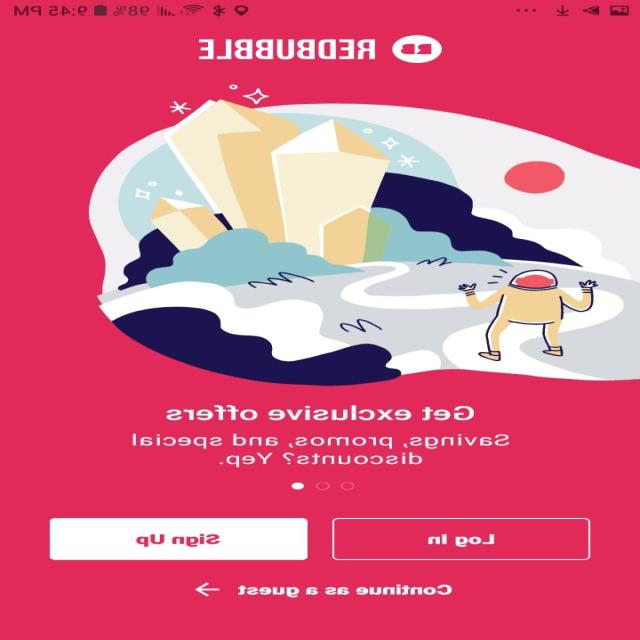 9:45 PM
98%
REDBUBBLE
Get exclusive offers
Savings, promos, and, special
discounts? Yep.
Log In
Sign Up
Continue as a guest